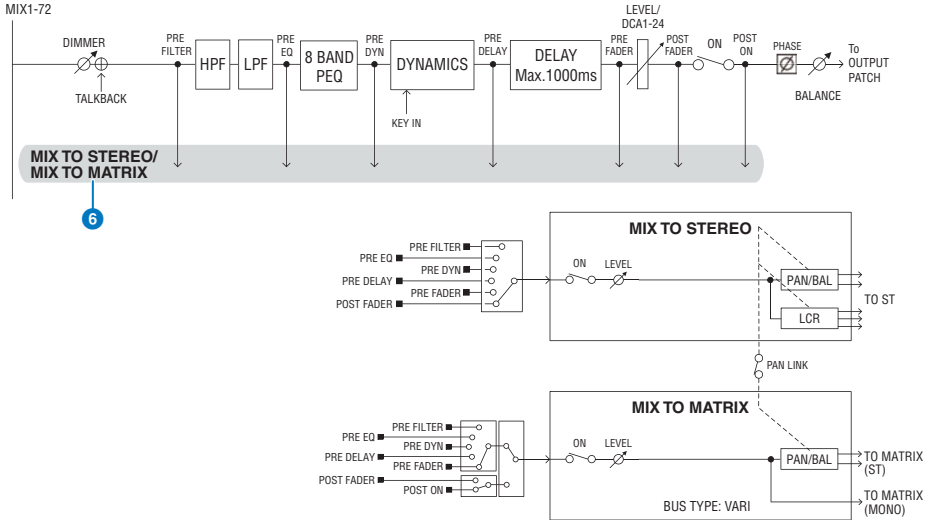 MIX1-72
DIMMER
TALKBACK
PRE
FILTER
HPF
LPF
PRE
EQ
8 BAND
PEQ
PRE
DYN
DYNAMICS
KEY IN
PRE
DELAY
DELAY
Max.1000ms
PRE
FADER
LEVEL/
DCA1-24
POST
FADER
ON
POST
ON
PHASE
BALANCE
To
OUTPUT
PATCH
MIX TO STEREO/
MIX TO MATRIX
6
MIX TO STEREO
PRE FILTER
PRE EQ
PRE DYN
PRE DELAY
PRE FADER
POST FADER
ON
LEVEL
PAN/BAL
LCR
TO ST
PAN LINK
MIX TO MATRIX
PRE FILTER
PRE EQ
PRE DYN
PRE DELAY
PRE FADER
POST FADER
POST ON
ON
LEVEL
PAN/BAL
BUS TYPE: VARI
TO MATRIX
(ST)
TO MATRIX
(MONO)